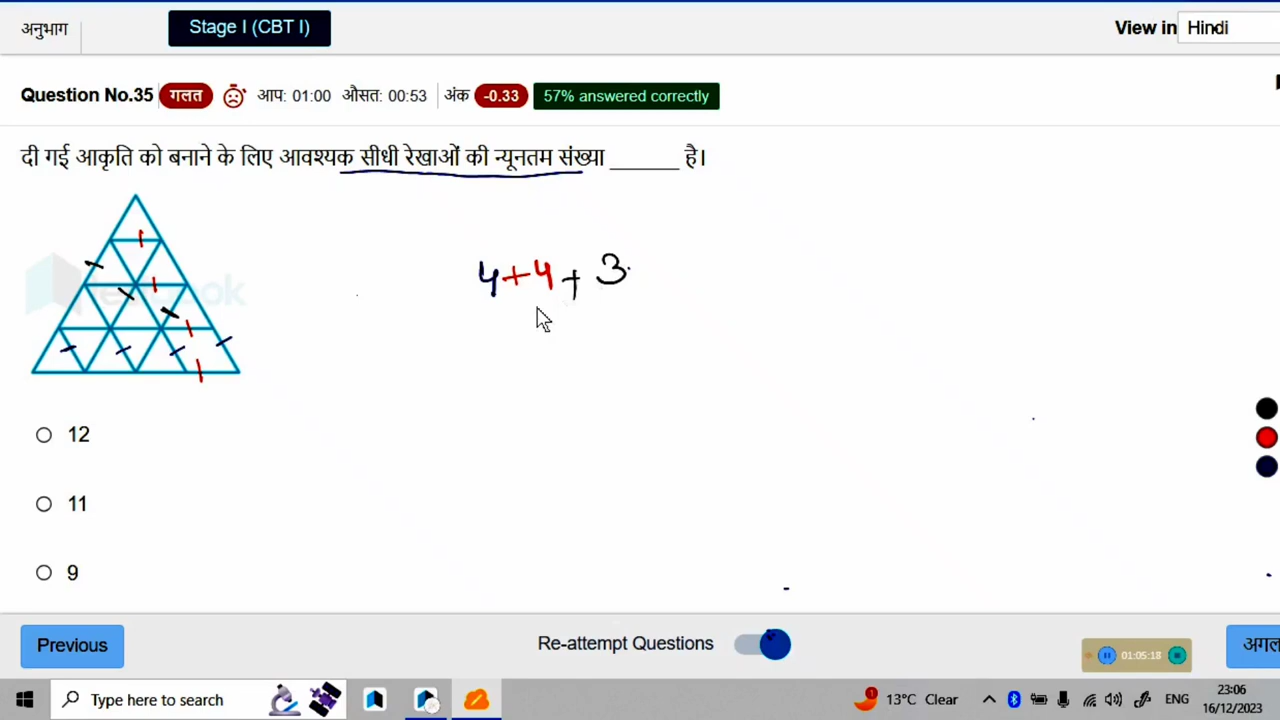 अनुभाग Stage I (CBT I) View in Hindi
Question No.35 गलत आप: 01:00 औसत: 00:53 अंक -0.33 57% answered correctly
दी गई आकृति को बनाने के लिए आवश्यक सीधी रेखाओं की न्यूनतम संख्या ______ है।
4+4+3
12
11
9
Previous Re-attempt Questions 01:05:18 अगल
Type here to search 1 13°C Clear ENG 23:06
16/12/2023